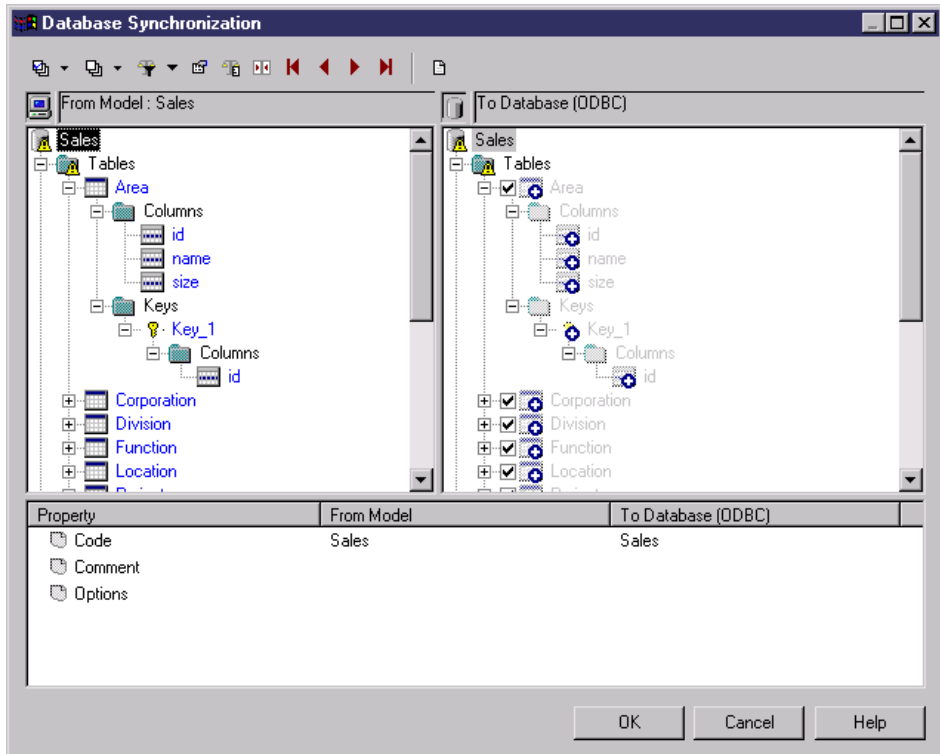 Database Synchronization
From Model : Sales
To Database (ODBC)
Sales
Tables
Area
Columns
id
name
size
Keys
Key_1
Columns
id
Corporation
Division
Function
Location
Sales
Tables
Area
Columns
id
name
size
Keys
Key_1
Columns
id
Corporation
Division
Function
Location
Property From Model To Database (ODBC)
Code Sales Sales
Comment
Options
OK Cancel Help